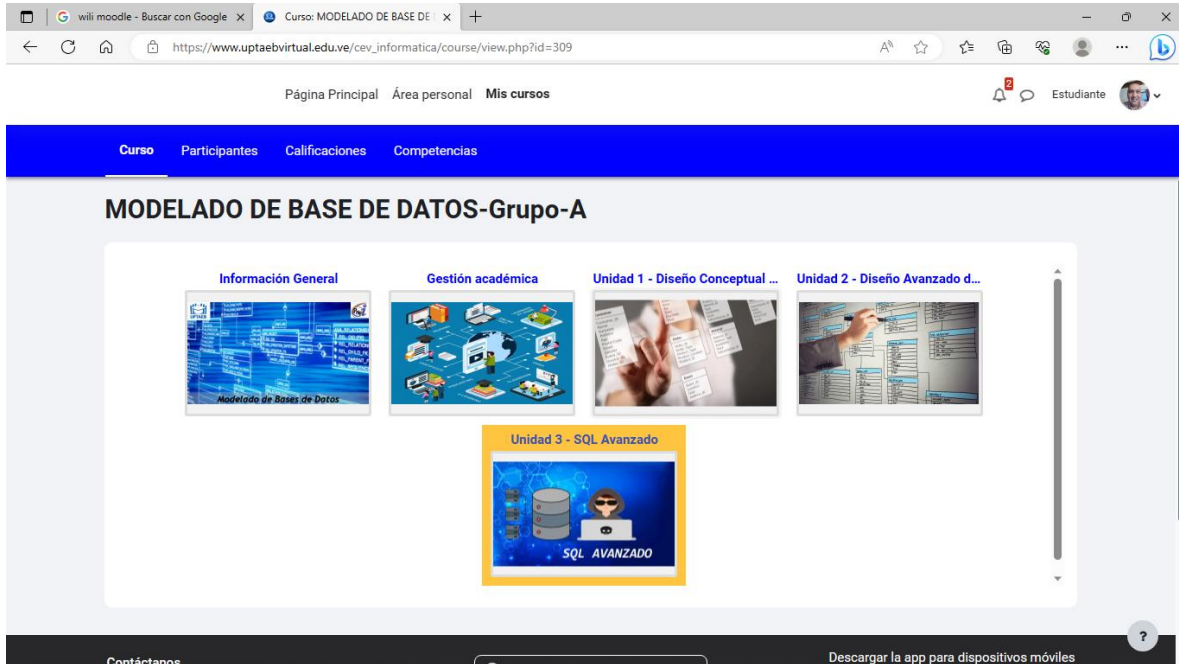 wili moodle - Buscar con Google
Curso: MODELADO DE BASE DE
https://www.uptaebvirtual.edu.ve/cev_informatica/course/view.php?id=309
Página Principal Área personal Mis cursos
2
Estudiante
Curso Participantes Calificaciones Competencias
MODELADO DE BASE DE DATOS-Grupo-A
Información General
Gestión académica
Unidad 1 - Diseño Conceptual ...
Unidad 2 - Diseño Avanzado d...
UPTAEB
Modelado de Bases de Datos
Unidad 3 - SQL Avanzado
SQL AVANZADO
?
Contáctanos
Descargar la app para dispositivos móviles